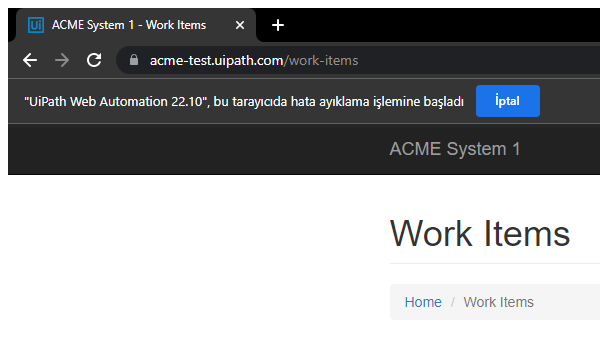 Ui ACME System 1 - Work Items
acme-test.uipath.com/work-items
"UiPath Web Automation 22.10", bu tarayıcıda hata ayıklama işlemine başladı İptal
ACME System 1
Work Items
Home / Work Items